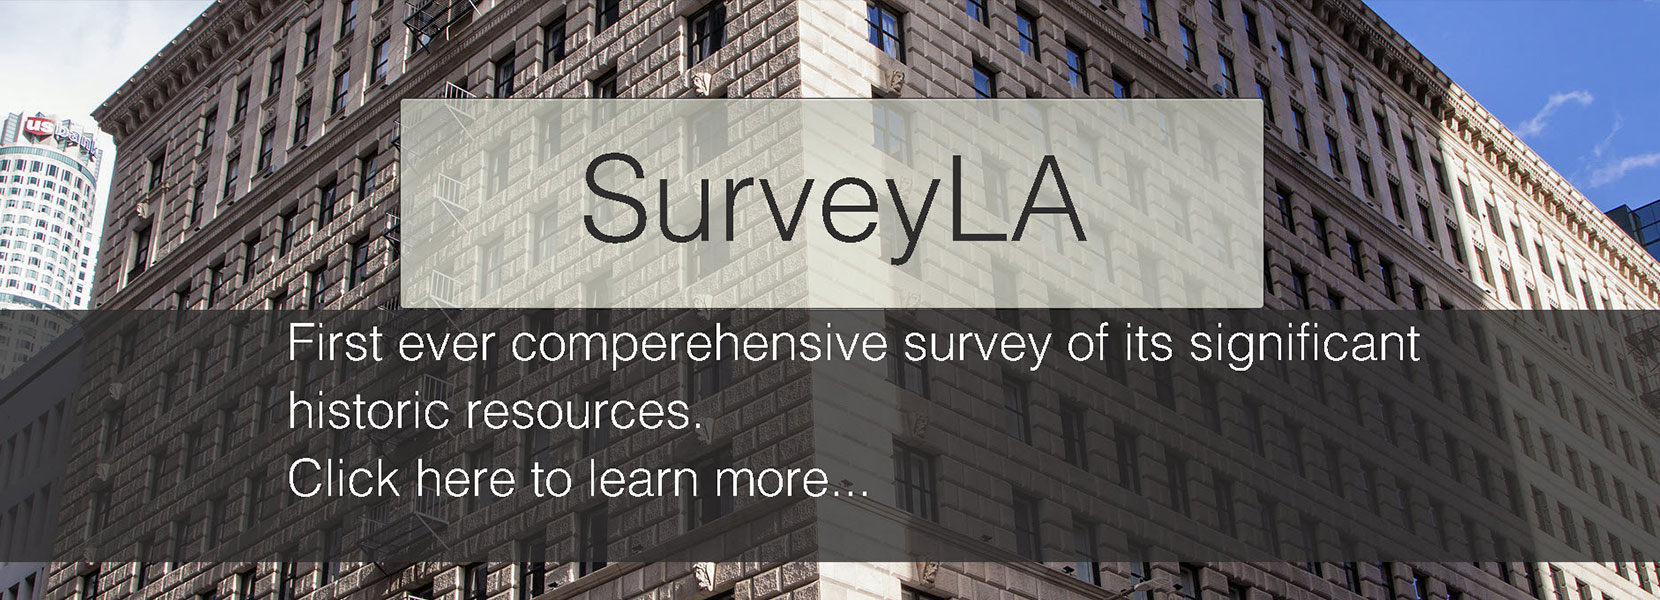 us bank
SurveyLA
First ever comperehensive survey of its significant
historic resources.
Click here to learn more...